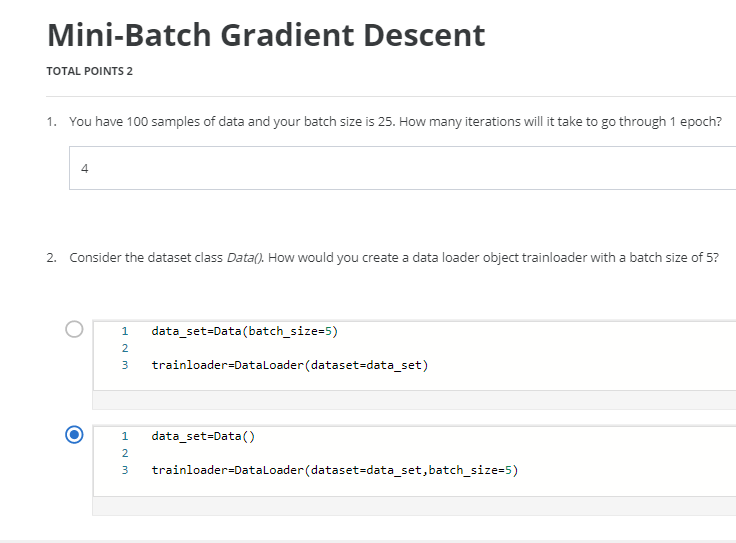 Mini-Batch Gradient Descent
TOTAL POINTS 2
1. You have 100 samples of data and your batch size is 25. How many iterations will it take to go through 1 epoch?
4
2. Consider the dataset class Data(). How would you create a data loader object trainloader with a batch size of 5?
1 data_set=Data(batch_size=5)
2
3 trainloader=DataLoader(dataset=data_set)
1 data_set=Data()
2
3 trainloader=DataLoader(dataset=data_set,batch_size=5)